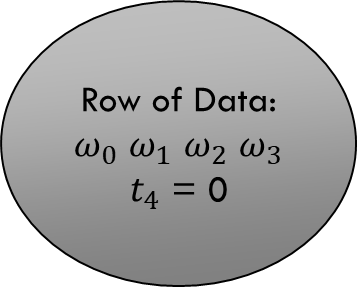 Row of Data:
𝜔₀ 𝜔₁ 𝜔₂ 𝜔₃
𝑡₄ = 0